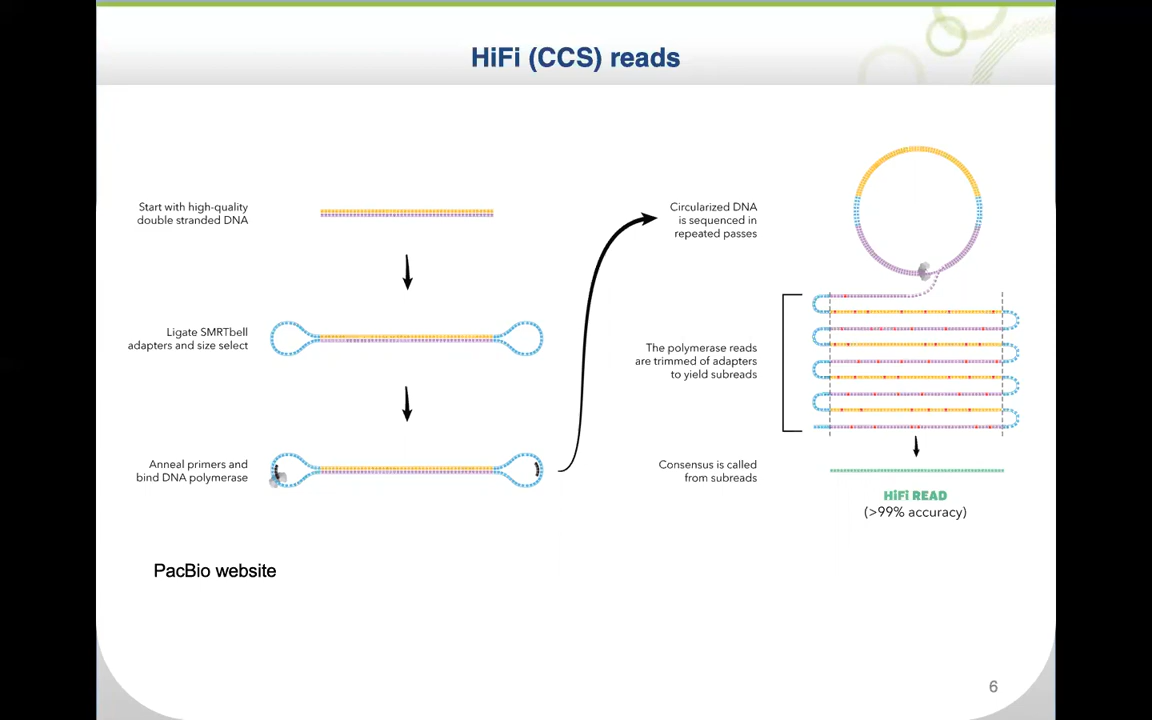 HiFi (CCS) reads
Start with high-quality
double stranded DNA
Ligate SMRTbell
adapters and size select
Anneal primers and
bind DNA polymerase
Circularized DNA
is sequenced in
repeated passes
The polymerase reads
are trimmed of adapters
to yield subreads
Consensus is called
from subreads
HiFi READ
(>99% accuracy)
PacBio website
6